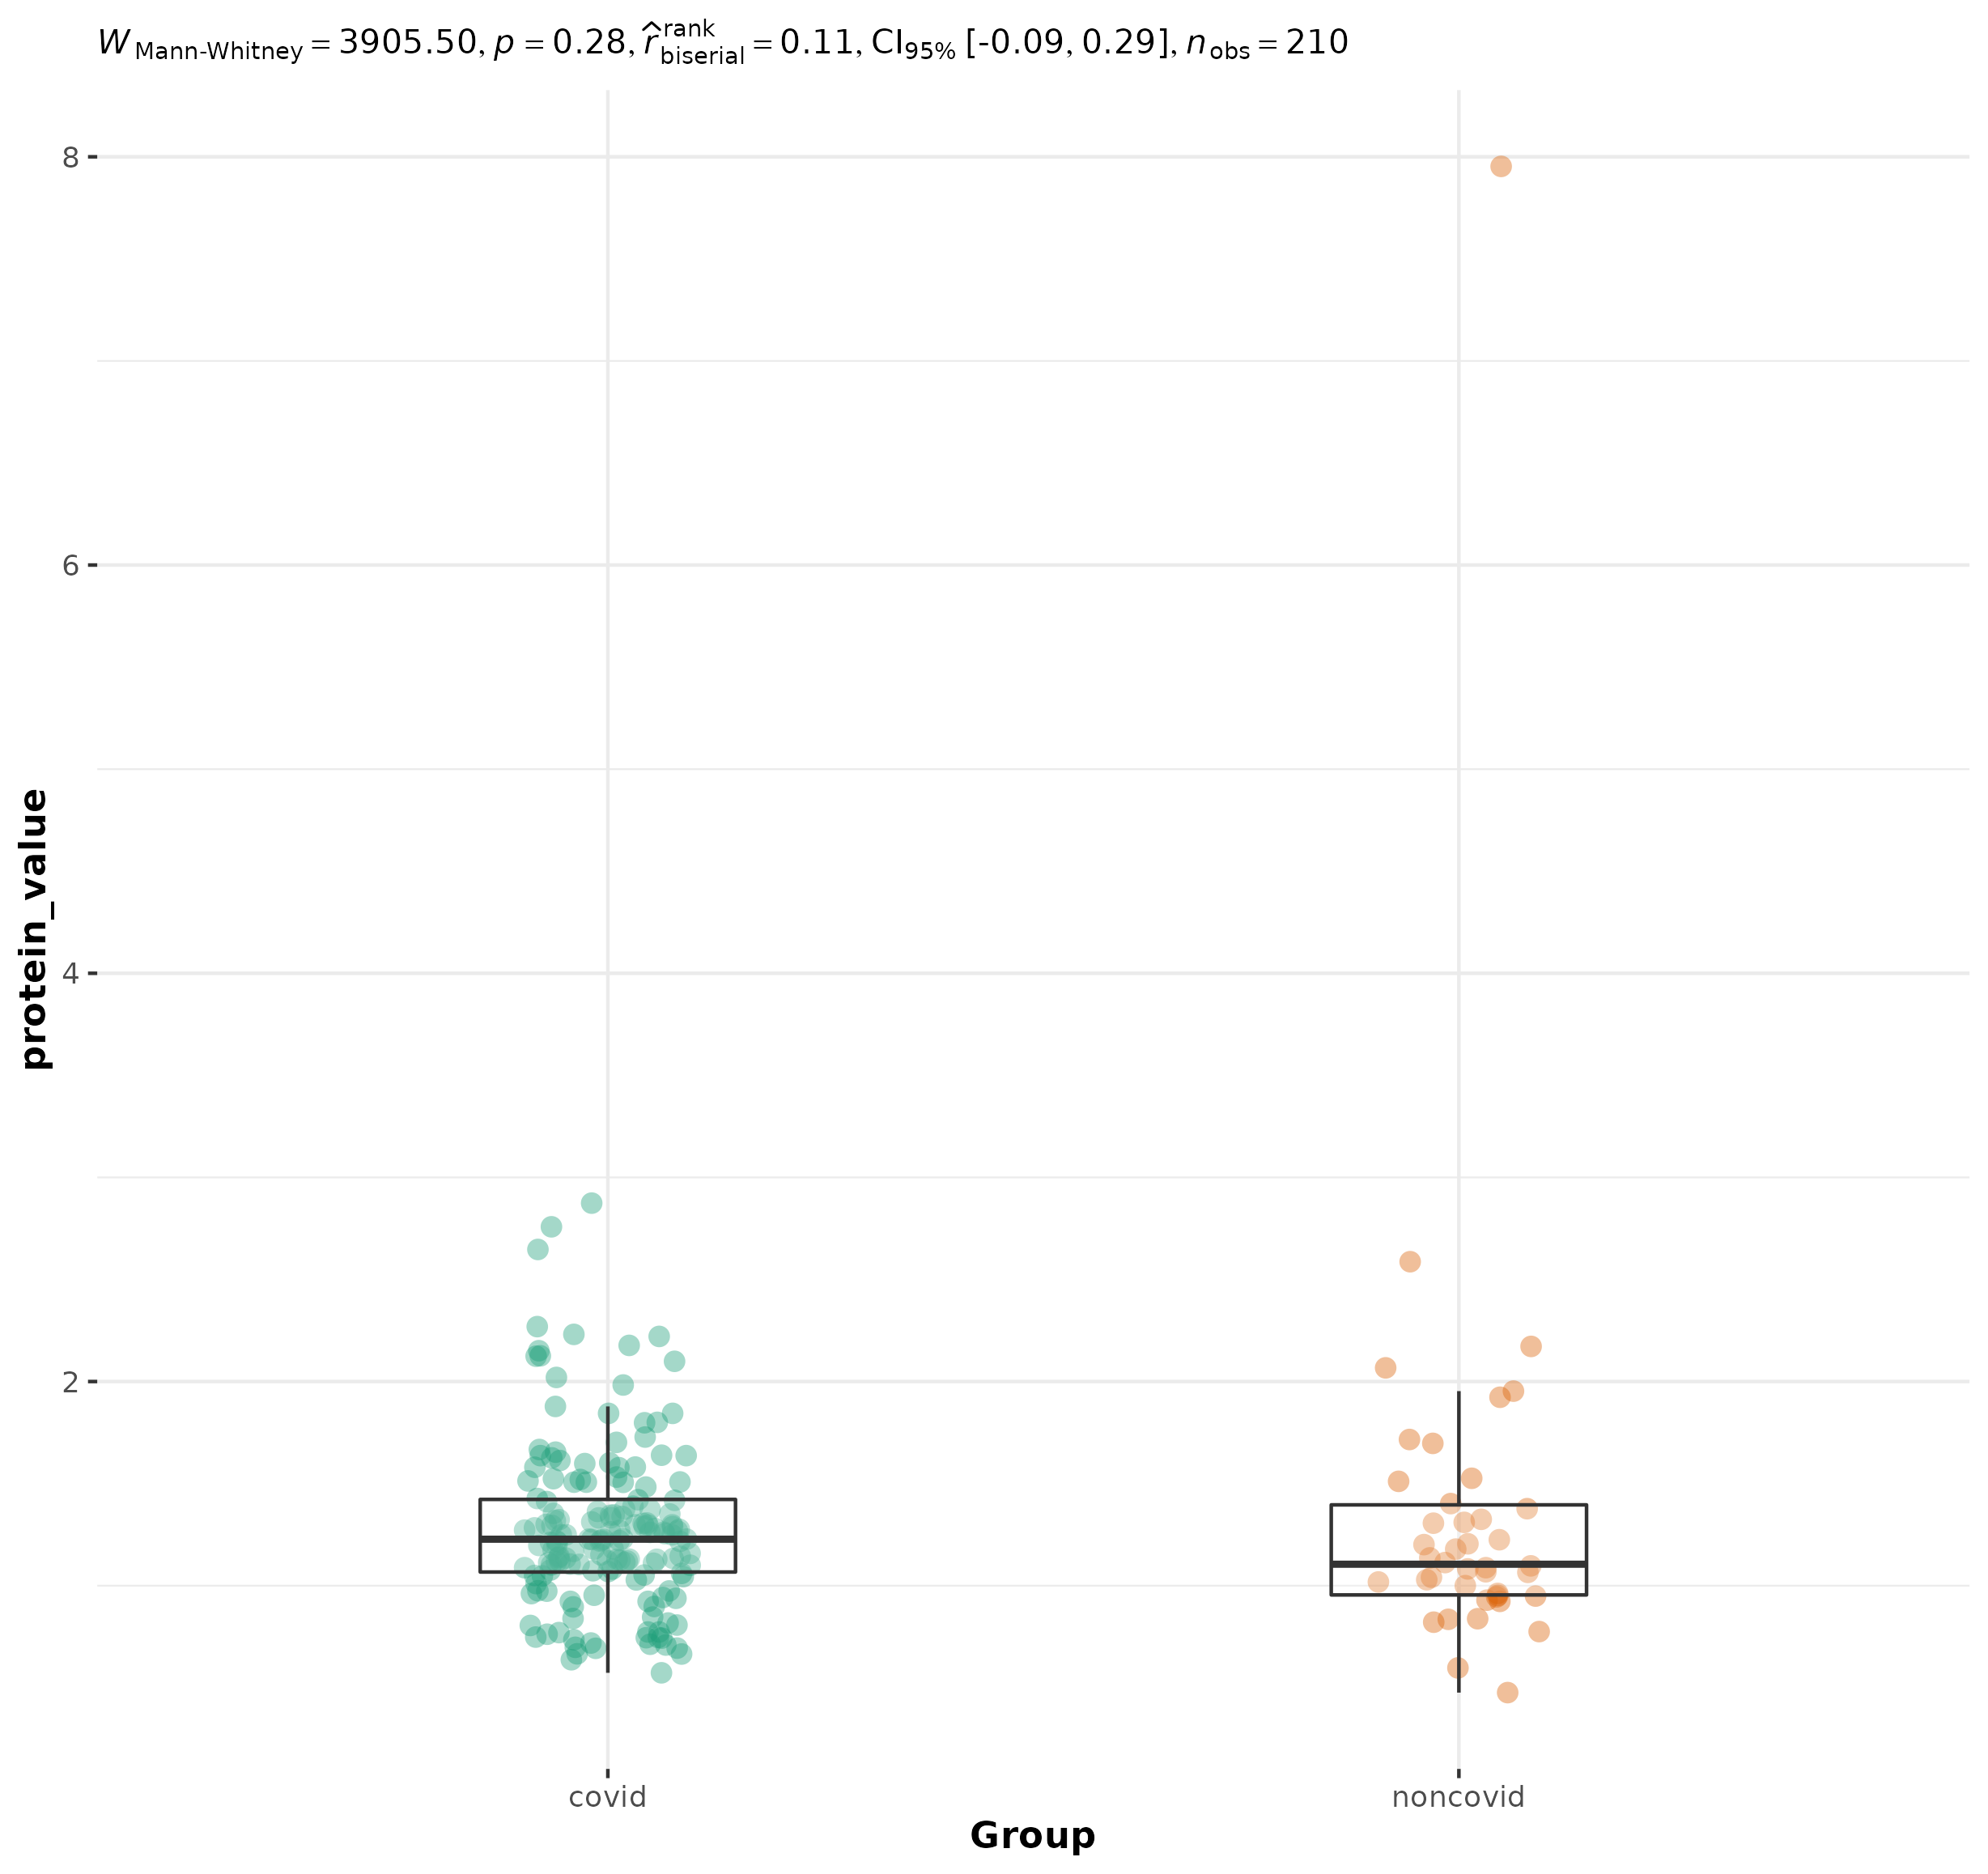 W Mann-Whitney = 3905.50, p = 0.28, r̂ rank biserial = 0.11, CI95% [-0.09, 0.29], nobs = 210
8
6
4
2
protein_value
covid noncovid
Group